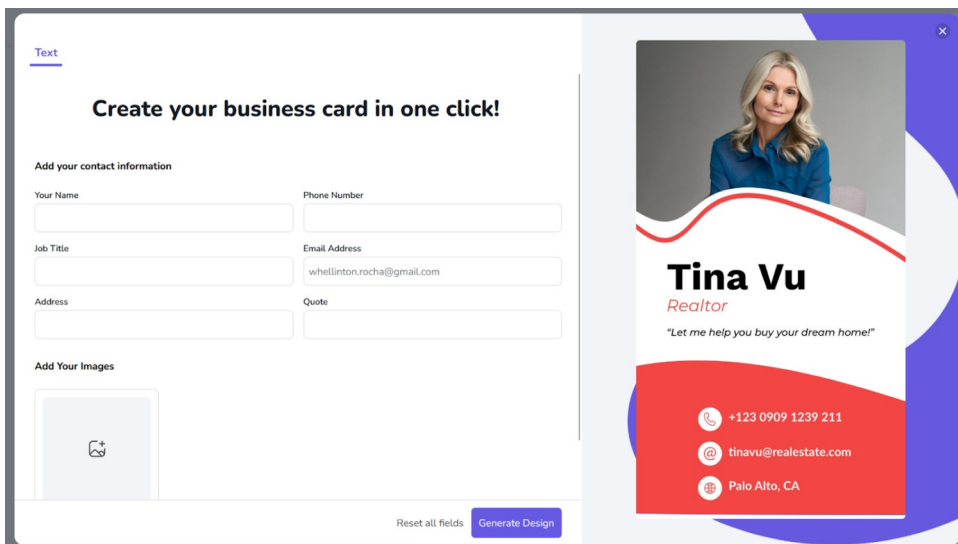 Text
Create your business card in one click!
Add your contact information
Your Name
Phone Number
Job Title
Email Address
whellinton.rocha@gmail.com
Address
Quote
Add Your Images
Reset all fields
Generate Design
Tina Vu
Realtor
"Let me help you buy your dream home!"
+123 0909 1239 211
@ tinavu@realestate.com
Palo Alto, CA